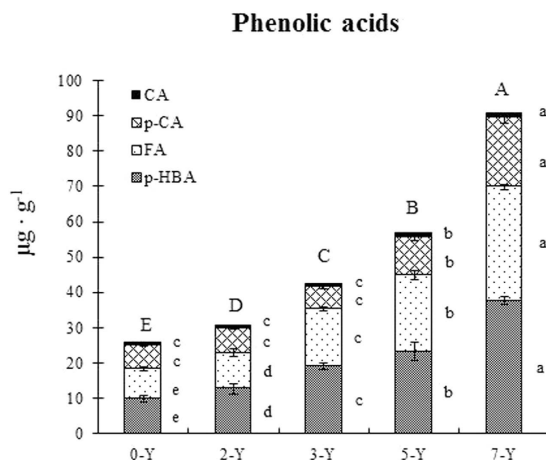 Phenolic acids
μg · g⁻¹
100
90
80
70
60
50
40
30
20
10
0
CA
p-CA
FA
p-HBA
E
c
c
e
e
D
c
c
d
d
C
c
c
c
c
B
b
b
b
b
A
a
a
a
a
0-Y 2-Y 3-Y 5-Y 7-Y